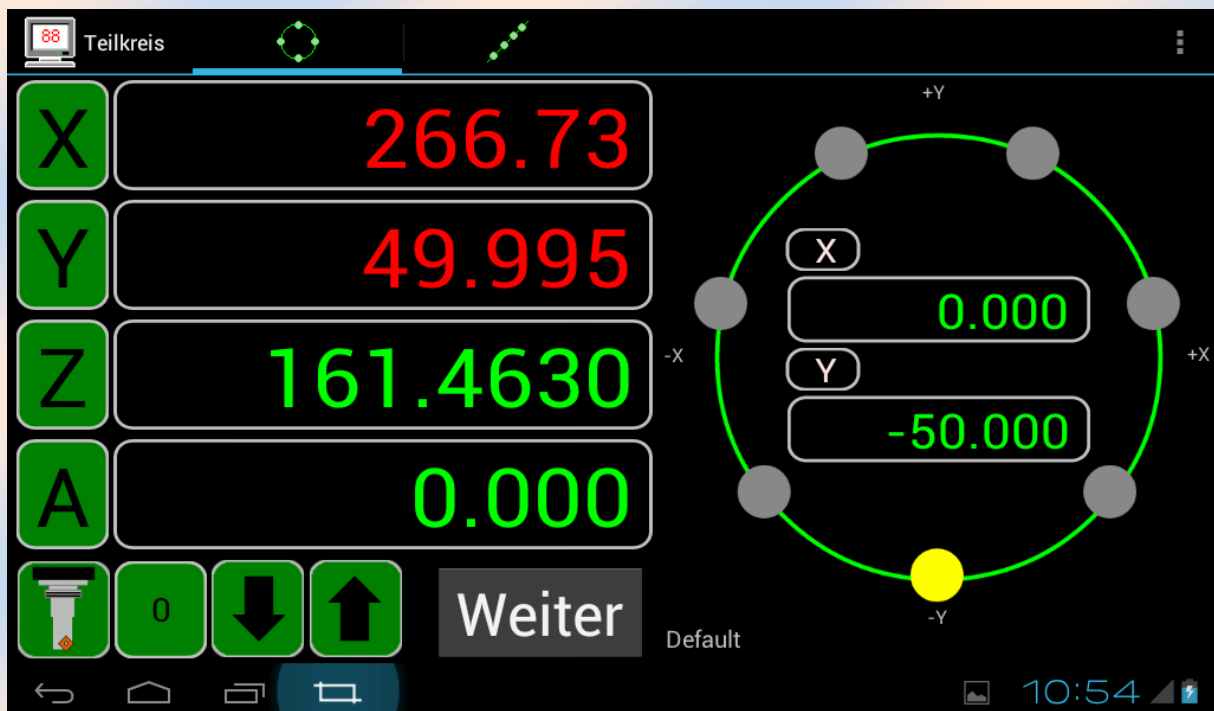 88 Teilkreis
X 266.73
Y 49.995
Z 161.4630
A 0.000
0
Weiter
+Y
-X
+X
X
0.000
Y
-50.000
-Y
Default
10:54